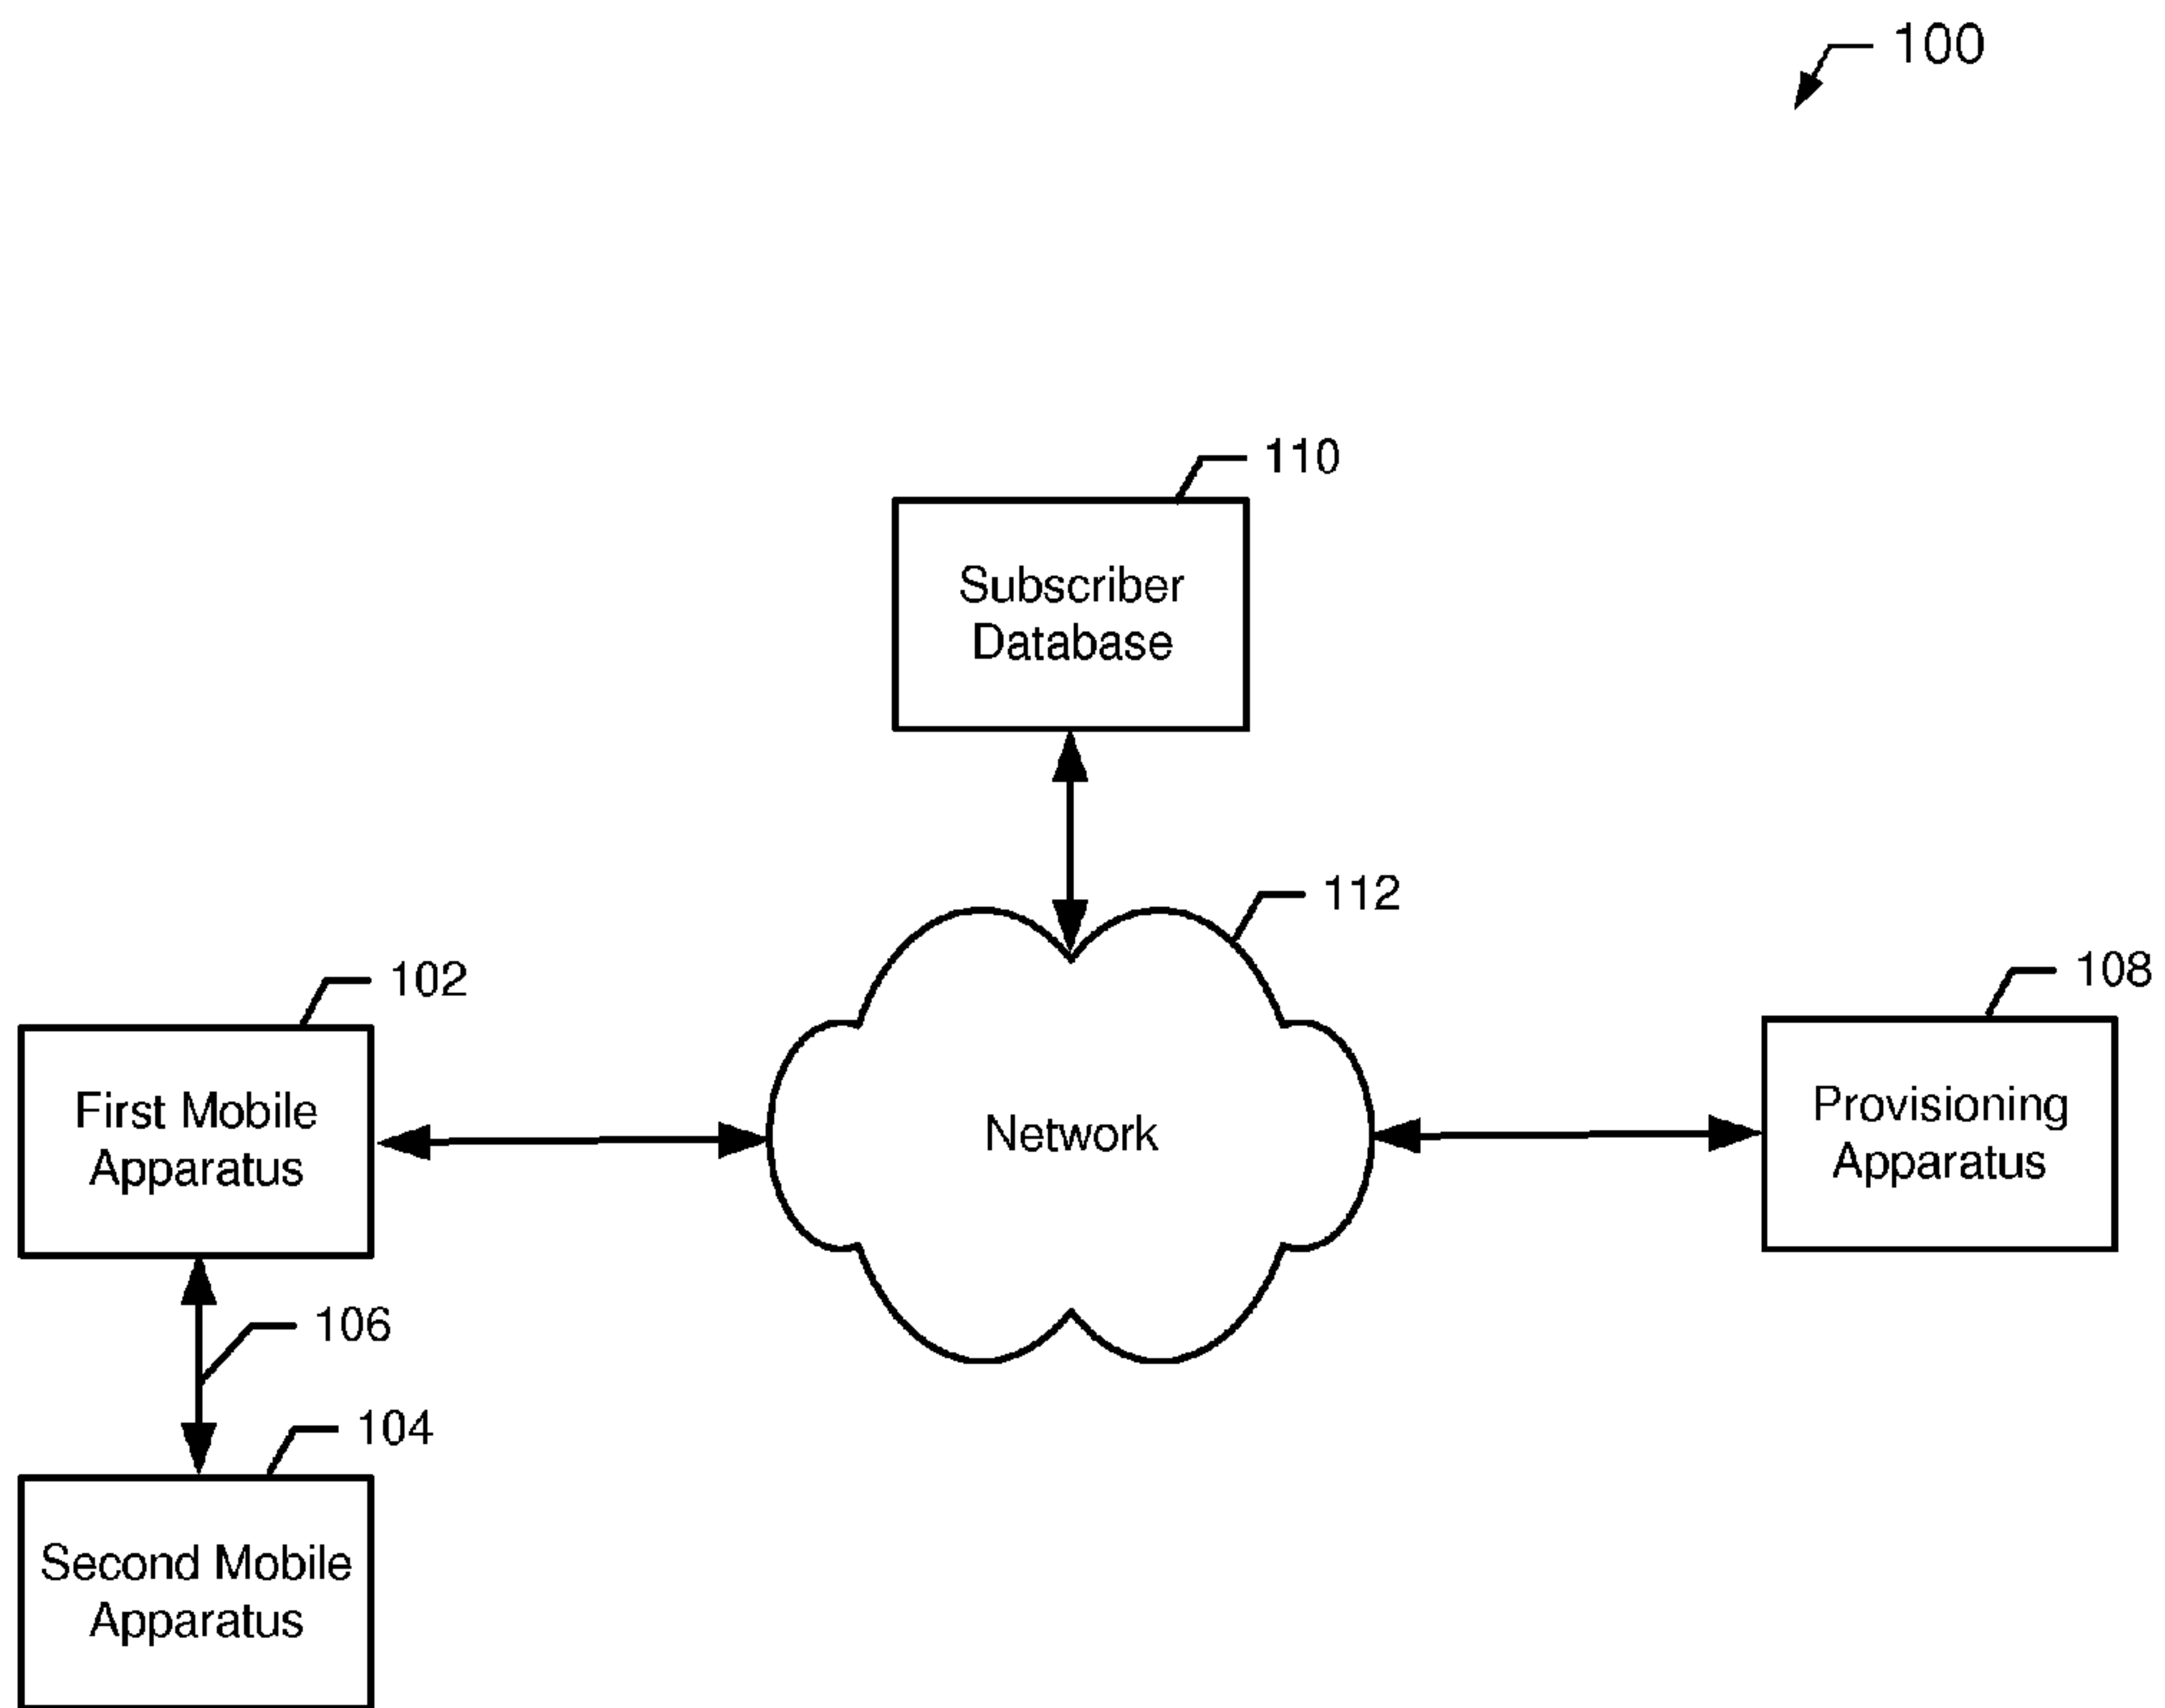 100
110
Subscriber
Database
112
102
108
First Mobile
Apparatus
Network
Provisioning
Apparatus
106
104
Second Mobile
Apparatus